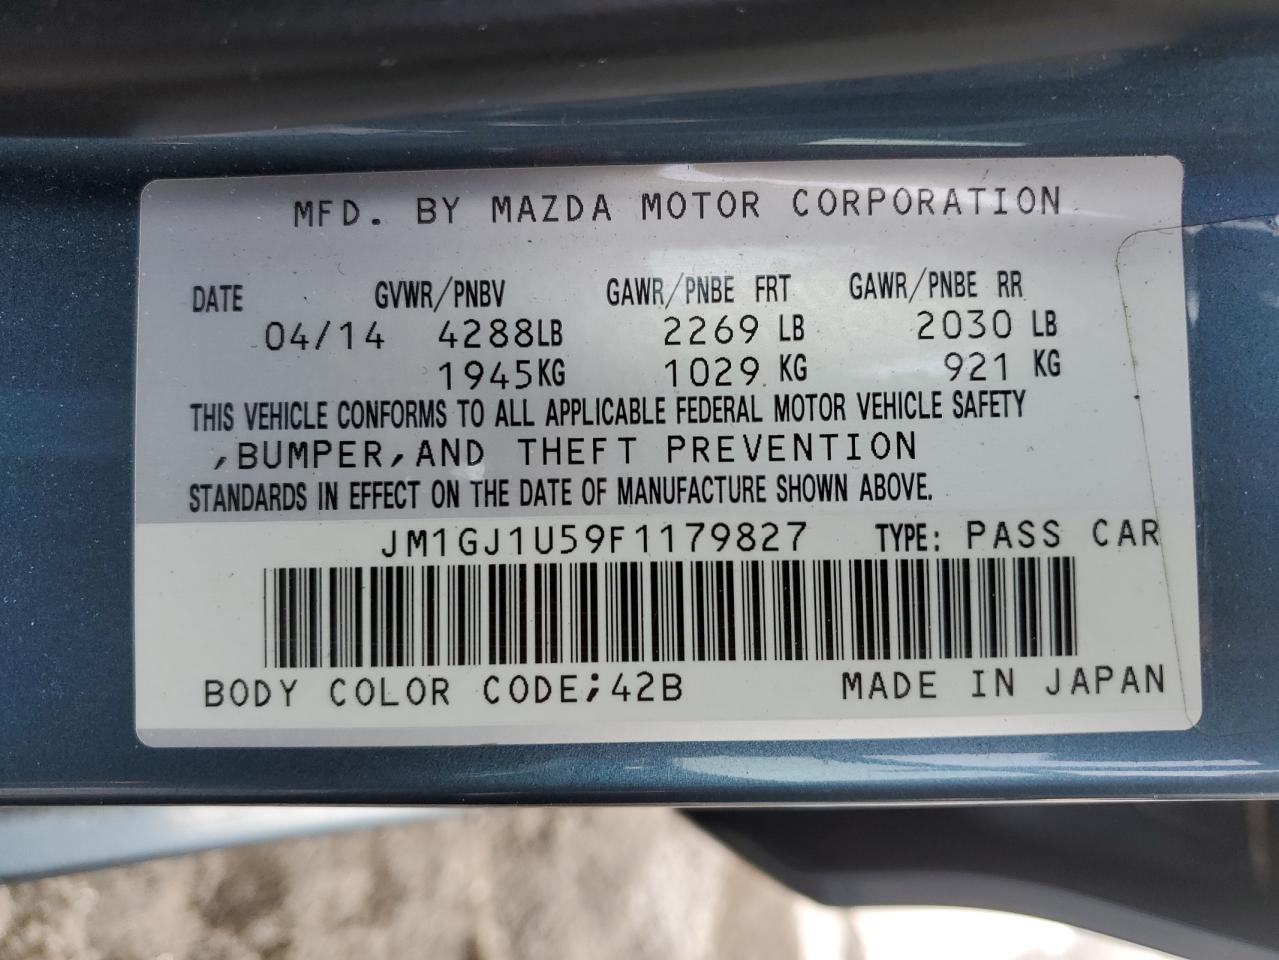 MFD. BY MAZDA MOTOR CORPORATION
DATE GVWR/PNBV GAWR/PNBE FRT GAWR/PNBE RR
04/14 4288LB 2269 LB 2030 LB
1945KG 1029 KG 921 KG
THIS VEHICLE CONFORMS TO ALL APPLICABLE FEDERAL MOTOR VEHICLE SAFETY
,BUMPER,AND THEFT PREVENTION
STANDARDS IN EFFECT ON THE DATE OF MANUFACTURE SHOWN ABOVE.
JM1GJ1U59F1179827 TYPE: PASS CAR
BODY COLOR CODE;42B MADE IN JAPAN